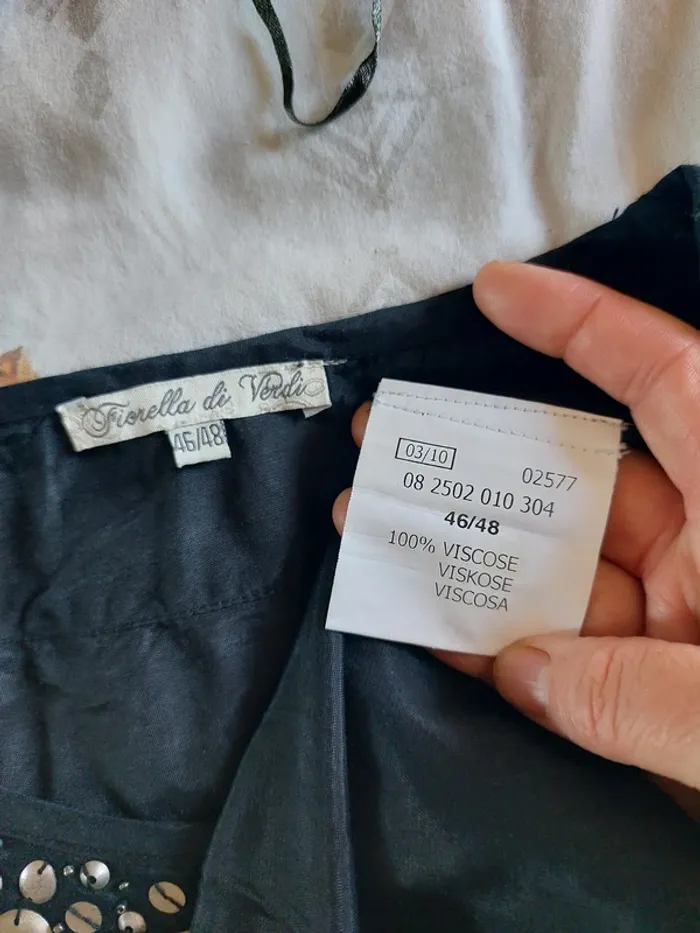 Fiorella di Verdi
46/48
03/10
02577
08 2502 010 304
46/48
100% VISCOSE
VISKOSE
VISCOSA